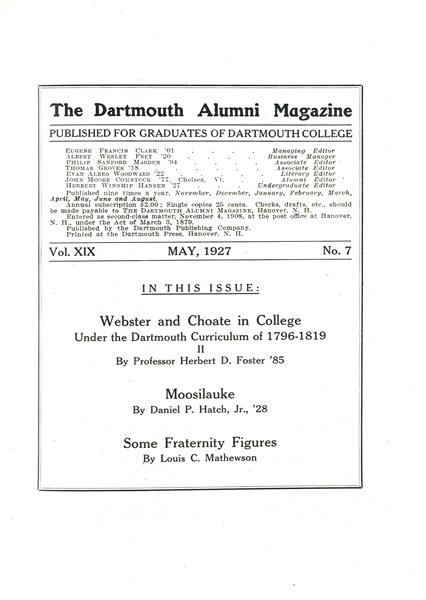 The Dartmouth Alumni Magazine
PUBLISHED FOR GRADUATES OF DARTMOUTH COLLEGE
EUGENE FRANCIS CLARK '01 . . . . . Managing Editor
ALBERT WESLEY FREY '20 . . . . . Business Manager
PHILIP SANFORD MARDEN '94 . . . . . Associate Editor
THOMAS GROVES '18 . . . . . Associate Editor
EVAN ALBRO WOODWARD '22 . . . . . Literary Editor
JOHN MOORE COMSTOCK '77, Chelsea, Vt. . . . Alumni Editor
HERBERT WINSHIP HANSEN '27 . . . Undergraduate Editor
Published nine times a year, November, December, January, February, March,
April, May, June and August.
Annual subscription $2.00; Single copies 25 cents. Checks, drafts, etc., should
be made payable to THE DARTMOUTH ALUMNI MAGAZINE, Hanover, N. H.
Entered as second-class matter, November 4, 1908, at the post office at Hanover,
N. H., under the Act of March 3, 1879.
Published by the Dartmouth Publishing Company.
Printed at the Dartmouth Press, Hanover, N. H.
Vol. XIX MAY, 1927 No. 7
IN THIS ISSUE:
Webster and Choate in College
Under the Dartmouth Curriculum of 1796-1819
II
By Professor Herbert D. Foster '85
Moosilauke
By Daniel P. Hatch, Jr., '28
Some Fraternity Figures
By Louis C. Mathewson